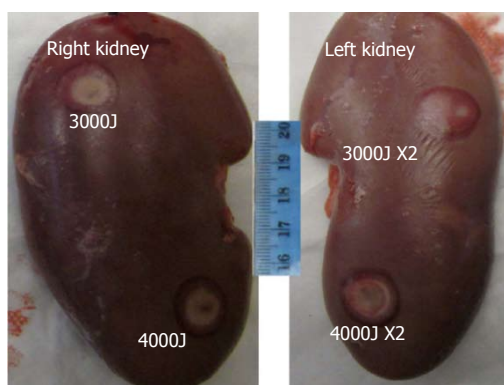 Right kidney
3000J
4000J
20
19
18
17
16
Left kidney
3000J X2
4000J X2